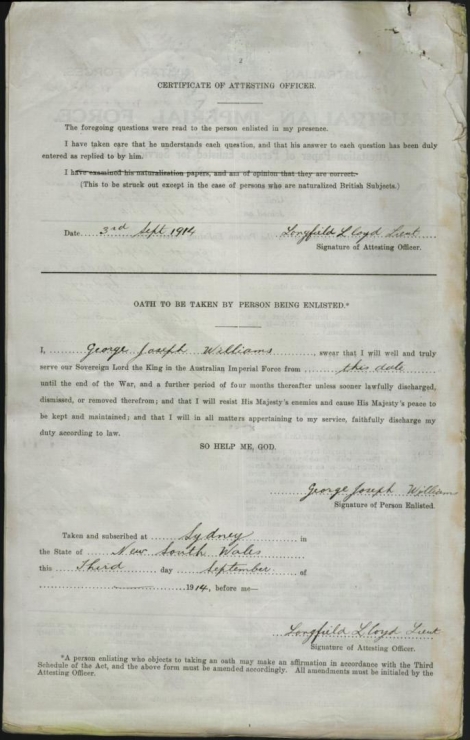 2
CERTIFICATE OF ATTESTING OFFICER.
The foregoing questions were read to the person enlisted in my presence.
I have taken care that he understands each question, and that his answer to each question has been duly
entered as replied to by him.
I have examined his naturalization papers, and am of opinion that they are correct.
(This to be struck out except in the case of persons who are naturalized British Subjects.)
Date 3rd Sept 1914 Longfield Lloyd Lieut
Signature of Attesting Officer.
OATH TO BE TAKEN BY PERSON BEING ENLISTED.*
I, George Joseph Williams swear that I will well and truly
serve our Sovereign Lord the King in the Australian Imperial Force from this date
until the end of the War, and a further period of four months thereafter unless sooner lawfully discharged,
dismissed, or removed therefrom; and that I will resist His Majesty's enemies and cause His Majesty's peace to
be kept and maintained; and that I will in all matters appertaining to my service, faithfully discharge my
duty according to law.
SO HELP ME, GOD.
George Joseph Williams
Signature of Person Enlisted.
Taken and subscribed at Sydney in
the State of New South Wales
this Third day September of
1914, before me—
Longfield Lloyd Lieut
Signature of Attesting Officer.
*A person enlisting who objects to taking an oath may make an affirmation in accordance with the Third
Schedule of the Act, and the above form must be amended accordingly. All amendments must be initialed by the
Attesting Officer.